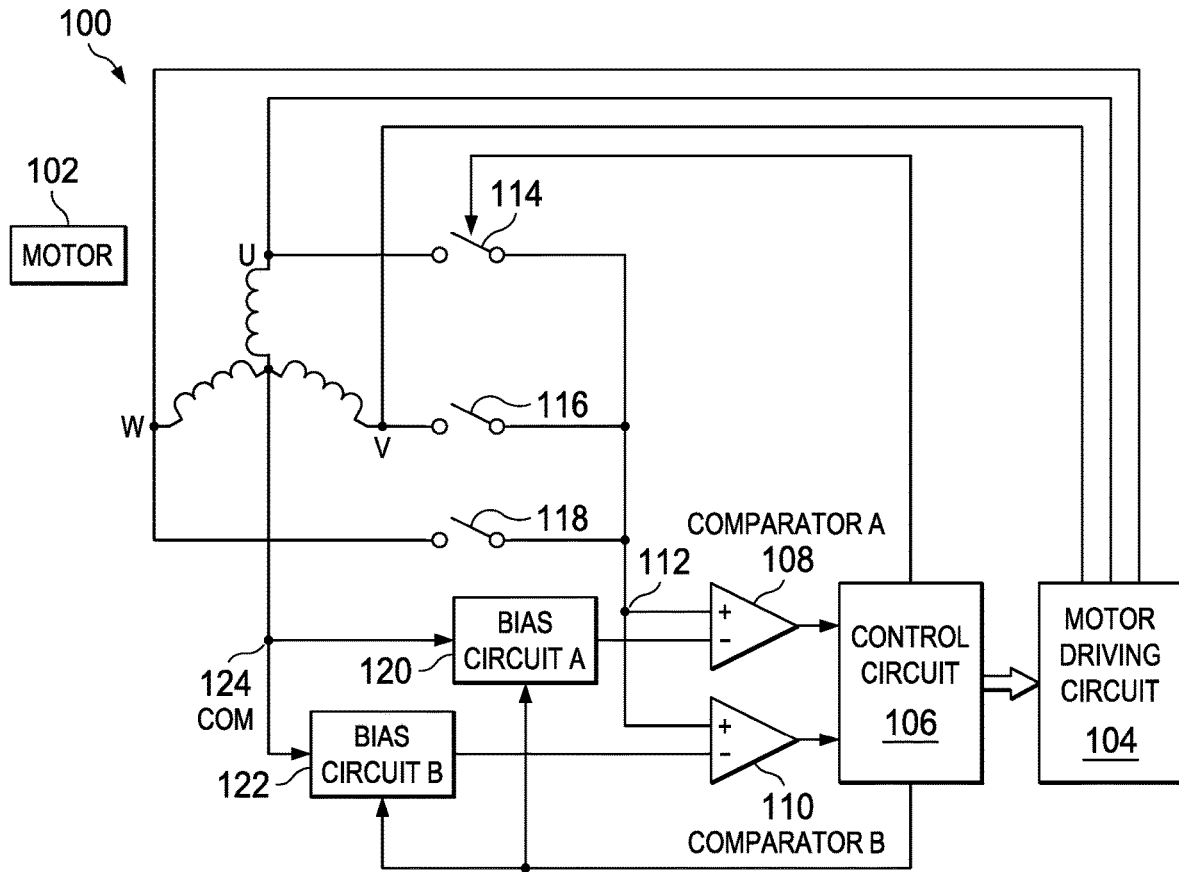 100
102
MOTOR
U
114
W
V
116
118
COMPARATOR A
108
112
+
-
BIAS
CIRCUIT A
120
124
COM
BIAS
CIRCUIT B
122
+
-
110
COMPARATOR B
CONTROL
CIRCUIT
106
MOTOR
DRIVING
CIRCUIT
104